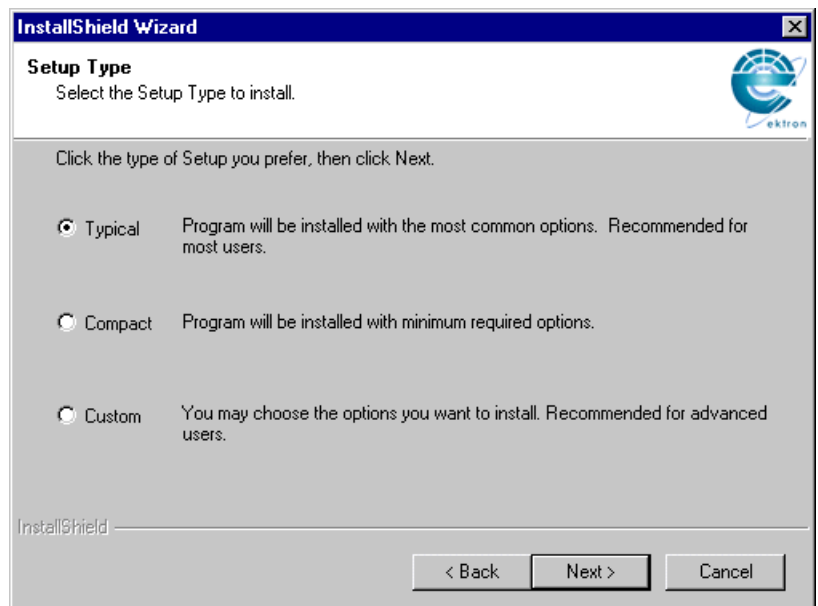 InstallShield Wizard
Setup Type
Select the Setup Type to install.
ektron
Click the type of Setup you prefer, then click Next.
Typical Program will be installed with the most common options. Recommended for
most users.
Compact Program will be installed with minimum required options.
Custom You may choose the options you want to install. Recommended for advanced
users.
InstallShield
< Back Next > Cancel